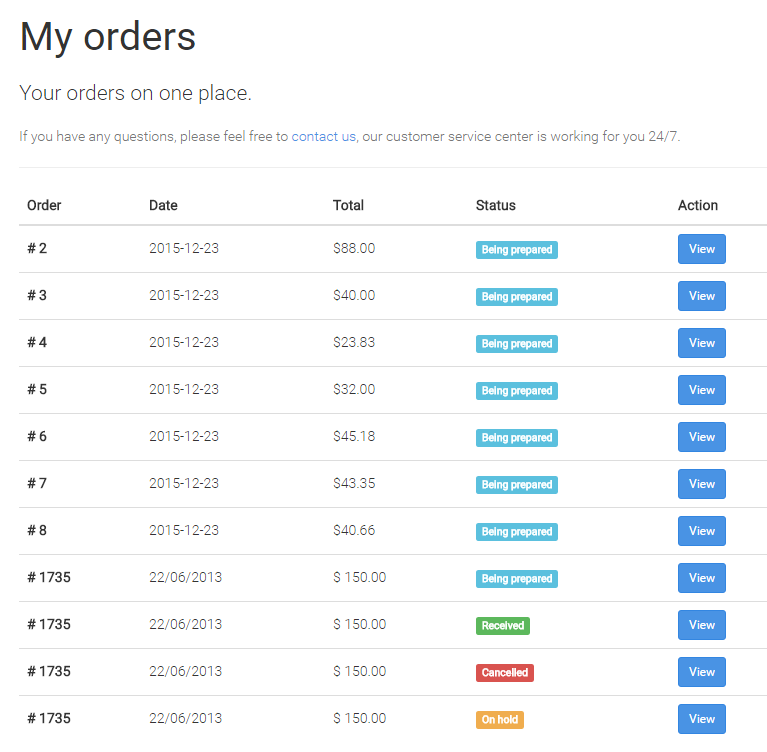 My orders
Your orders on one place.
If you have any questions, please feel free to contact us, our customer service center is working for you 24/7.
Order Date Total Status Action
# 2 2015-12-23 $88.00 Being prepared View
# 3 2015-12-23 $40.00 Being prepared View
# 4 2015-12-23 $23.83 Being prepared View
# 5 2015-12-23 $32.00 Being prepared View
# 6 2015-12-23 $45.18 Being prepared View
# 7 2015-12-23 $43.35 Being prepared View
# 8 2015-12-23 $40.66 Being prepared View
# 1735 22/06/2013 $ 150.00 Being prepared View
# 1735 22/06/2013 $ 150.00 Received View
# 1735 22/06/2013 $ 150.00 Cancelled View
# 1735 22/06/2013 $ 150.00 On hold View